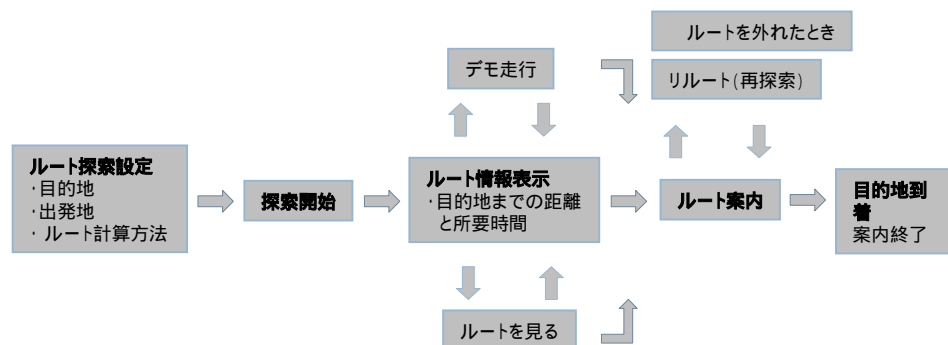 ルートを外れたとき
デモ走行
リルート(再探索)
ルート探索設定
·目的地
·出発地
· ルート計算方法
探索開始
ルート情報表示
·目的地までの距離
と所要時間
ルート案内
目的地到
着
案内終了
ルートを見る